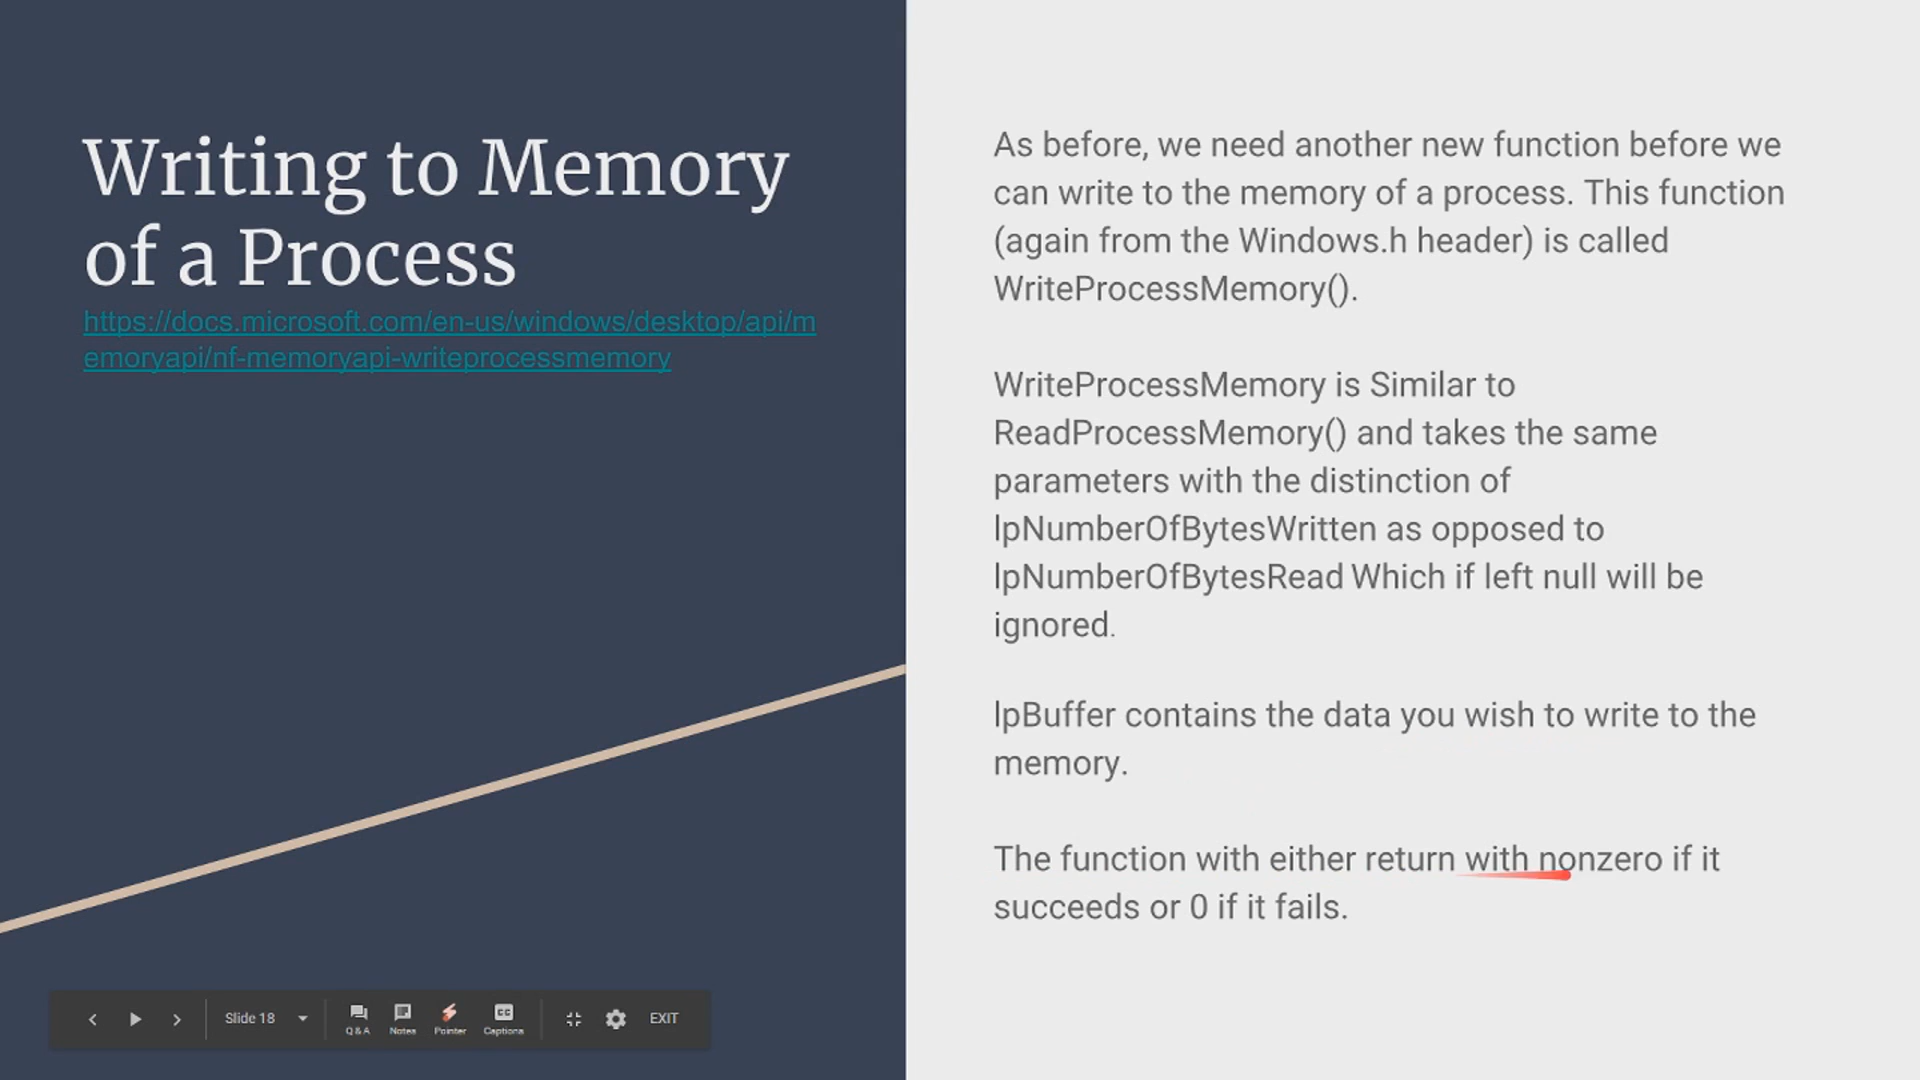 Writing to Memory
of a Process
https://docs.microsoft.com/en-us/windows/desktop/api/m
emoryapi/nf-memoryapi-writeprocessmemory
As before, we need another new function before we
can write to the memory of a process. This function
(again from the Windows.h header) is called
WriteProcessMemory().
WriteProcessMemory is Similar to
ReadProcessMemory() and takes the same
parameters with the distinction of
lpNumberOfBytesWritten as opposed to
lpNumberOfBytesRead Which if left null will be
ignored.
lpBuffer contains the data you wish to write to the
memory.
The function with either return with nonzero if it
succeeds or 0 if it fails.
Slide 18
Q & A
Notes
Pointer
CC
Captions
EXIT